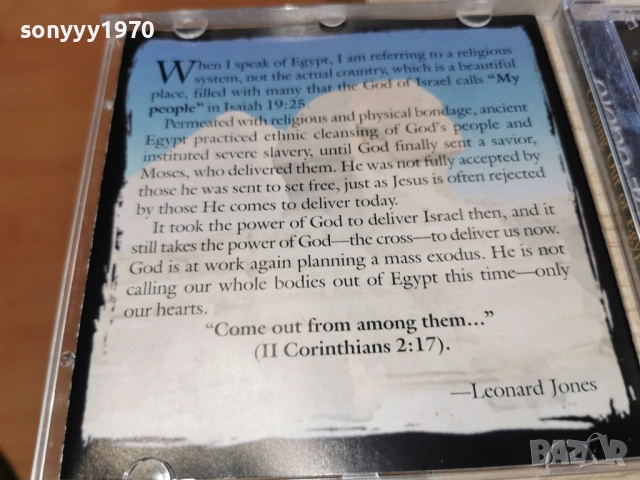 sonyyy1970
When I speak of Egypt, I am referring to a religious
system, not the actual country, which is a beautiful
place, filled with many that the God of Israel calls “My
people” in Isaiah 19:25.
Permeated with religious and physical bondage, ancient
Egypt practiced ethnic cleansing of God's people and
instituted severe slavery, until God finally sent a savior,
Moses, who delivered them. He was not fully accepted by
those he was sent to set free, just as Jesus is often rejected
by those He comes to deliver today.
It took the power of God to deliver Israel then, and it
still takes the power of God—the cross—to deliver us now.
God is at work again planning a mass exodus. He is not
calling our whole bodies out of Egypt this time—only
our hearts.
“Come out from among them...”
(II Corinthians 2:17).
—Leonard Jones
BAZAR